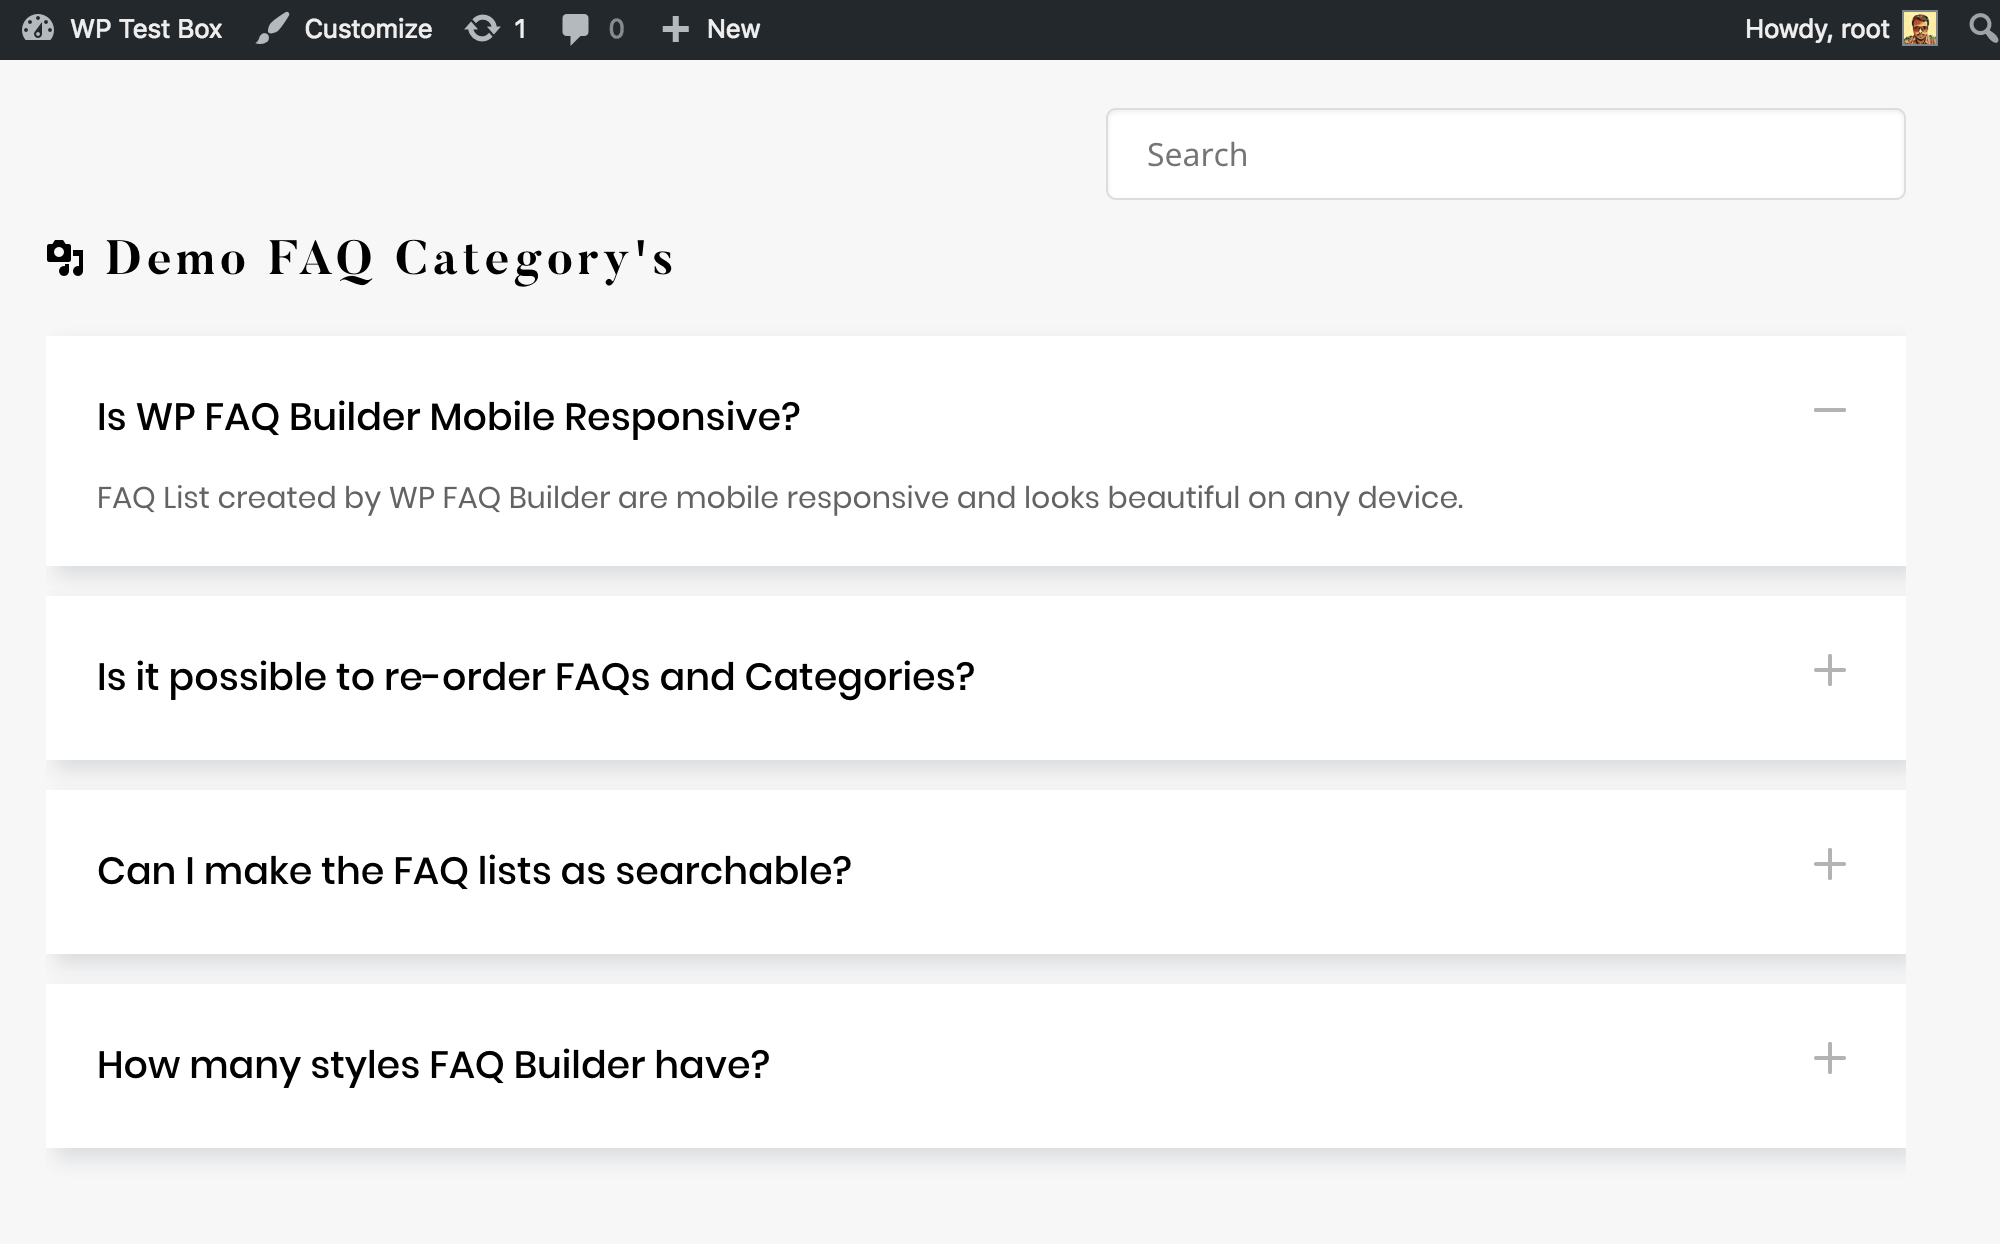 WP Test Box Customize 1 0 New Howdy, root
Search
Demo FAQ Category's
Is WP FAQ Builder Mobile Responsive?
FAQ List created by WP FAQ Builder are mobile responsive and looks beautiful on any device.
Is it possible to re-order FAQs and Categories?
Can I make the FAQ lists as searchable?
How many styles FAQ Builder have?